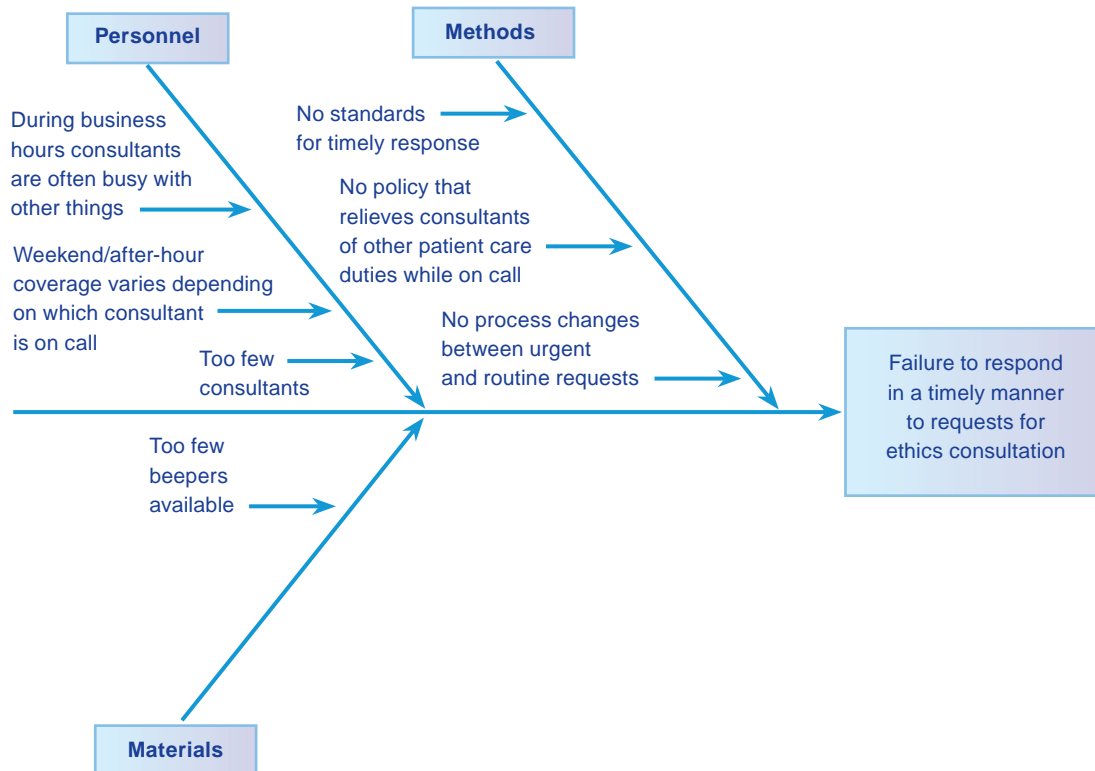 Personnel
Methods
During business
hours consultants
are often busy with
other things
Weekend/after-hour
coverage varies depending
on which consultant
is on call
Too few
consultants
No standards
for timely response
No policy that
relieves consultants
of other patient care
duties while on call
No process changes
between urgent
and routine requests
Failure to respond
in a timely manner
to requests for
ethics consultation
Too few
beepers
available
Materials